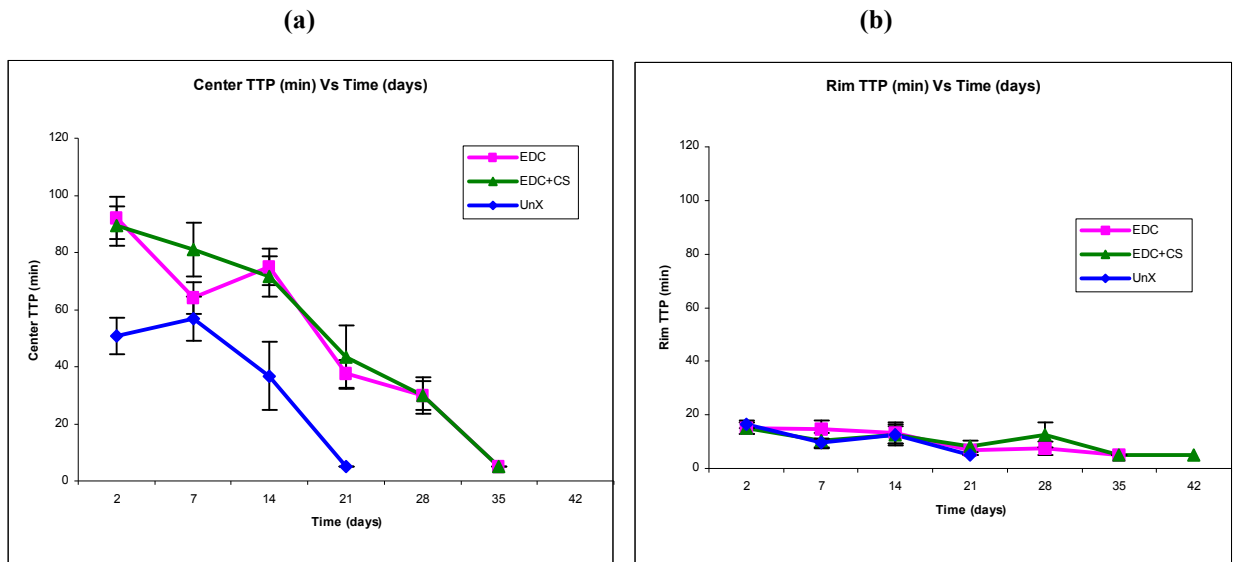 (a)
Center TTP (min) Vs Time (days)
120
100
80
60
40
20
0
Center TTP (min)
EDC
EDC+CS
UnX
2 7 14 21 28 35 42
Time (days)
(b)
Rim TTP (min) Vs Time (days)
120
100
80
60
40
20
0
Rim TTP (min)
EDC
EDC+CS
UnX
2 7 14 21 28 35 42
Time (days)